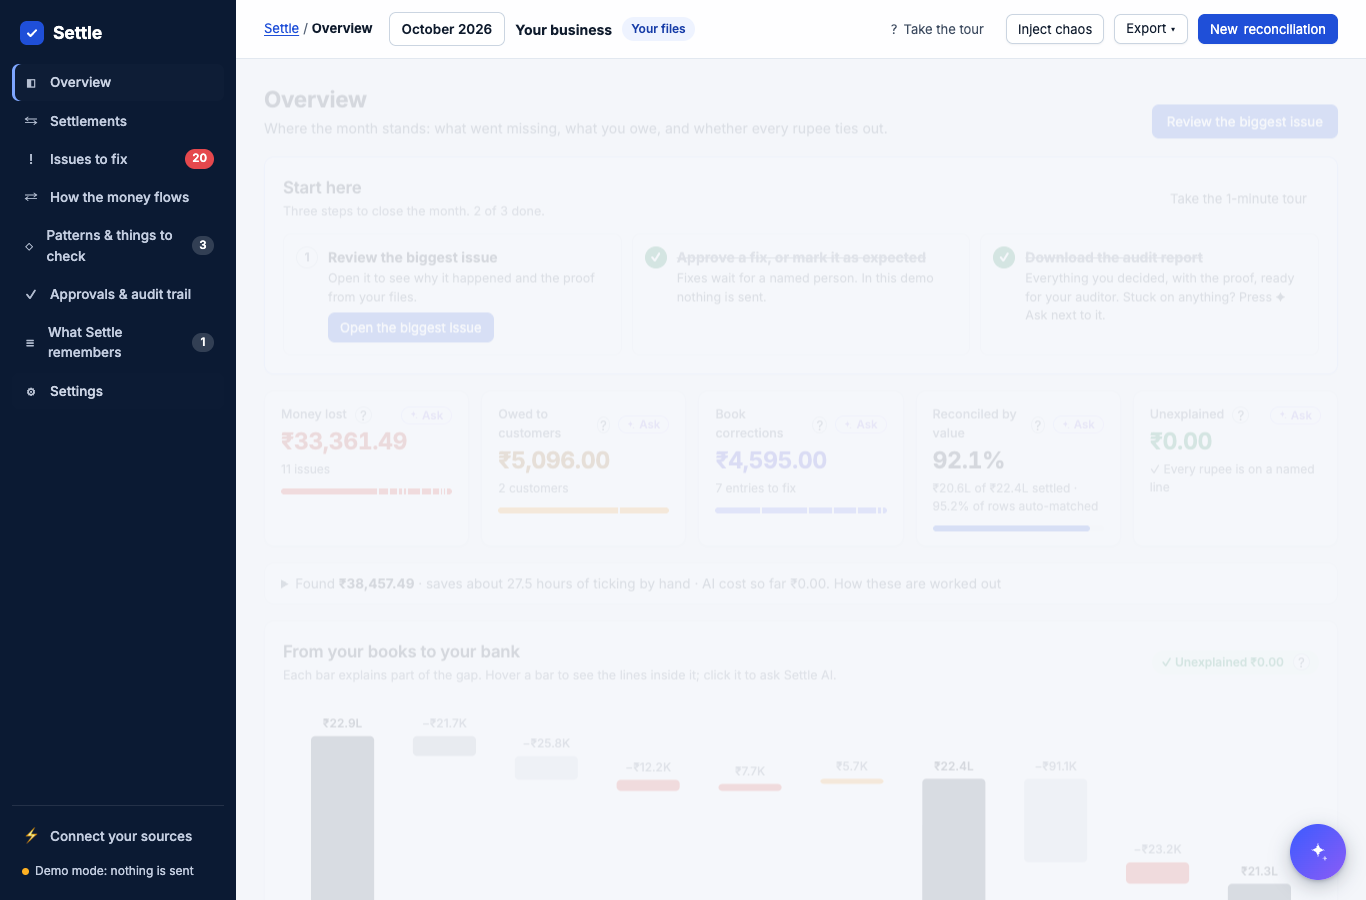 Settle
Overview
Settlements
! Issues to fix 20
How the money flows
Patterns & things to
check
3
Approvals & audit trail
What Settle
remembers
1
Settings
Connect your sources
Demo mode: nothing is sent
Settle / Overview
October 2026
Your business
Your files
? Take the tour
Inject chaos
Export
New reconciliation
Overview
Where the month stands: what went missing, what you owe, and whether every rupee ties out.
Review the biggest issue
Start here
Three steps to close the month. 2 of 3 done.
Take the 1-minute tour
1 Review the biggest issue
Open it to see why it happened and the proof
from your files.
Open the biggest issue
Approve a fix, or mark it as expected
Fixes wait for a named person. In this demo
nothing is sent.
Download the audit report
Everything you decided, with the proof, ready
for your auditor. Stuck on anything? Press ✦
Ask next to it.
Money lost ? Ask
₹33,361.49
11 issues
Owed to
customers
? Ask
₹5,096.00
2 customers
Book
corrections
? Ask
₹4,595.00
7 entries to fix
Reconciled by
value
? Ask
92.1%
₹20.6L of ₹22.4L settled ·
95.2% of rows auto-matched
Unexplained ? Ask
₹0.00
✓ Every rupee is on a named
line
Found ₹38,457.49 · saves about 27.5 hours of ticking by hand · AI cost so far ₹0.00. How these are worked out
From your books to your bank
Each bar explains part of the gap. Hover a bar to see the lines inside it; click it to ask Settle AI.
✓ Unexplained ₹0.00 ?
₹22.9L
−₹21.7K
−₹25.8K
−₹12.2K
₹7.7K
₹5.7K
₹22.4L
−₹91.1K
−₹23.2K
₹21.3L